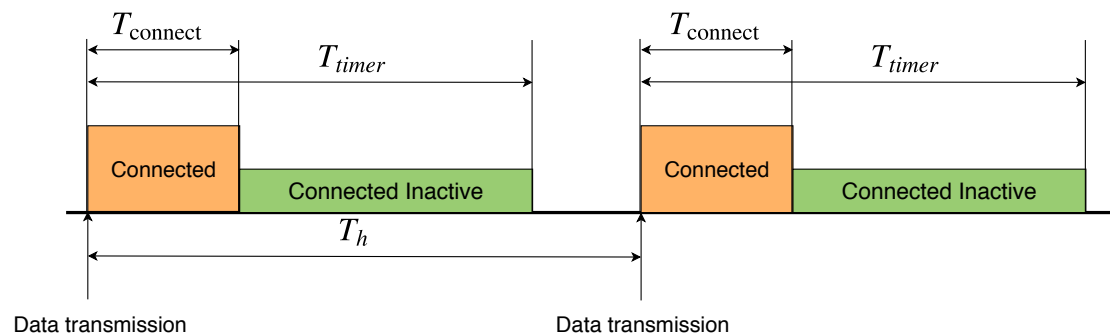 T_connect
T_connect
T_timer
T_timer
Connected
Connected
Connected Inactive
Connected Inactive
T_h
Data transmission
Data transmission